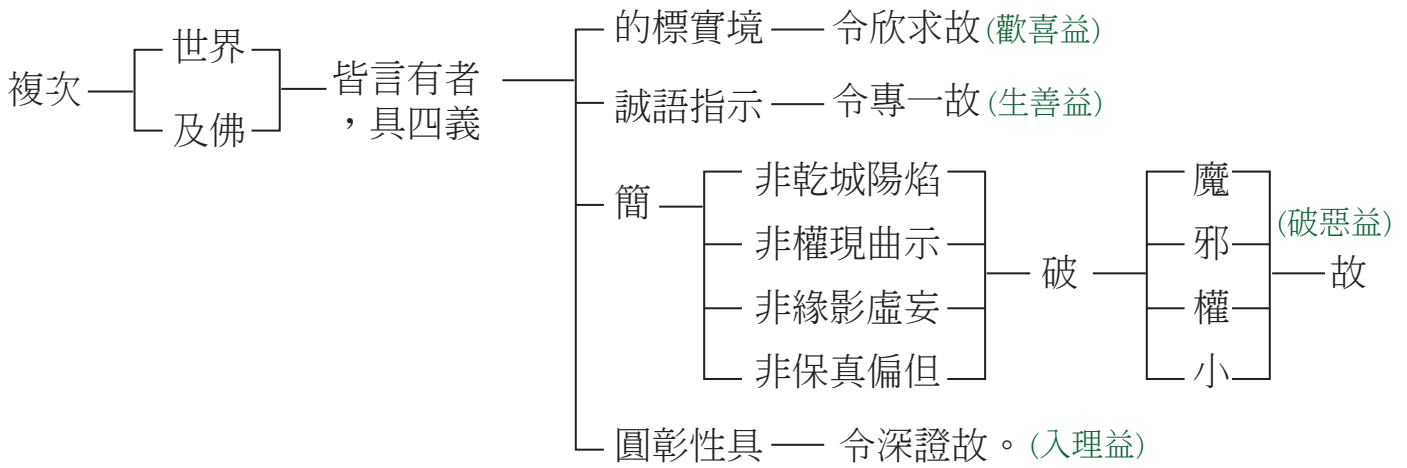 複次
世界
及佛
皆言有者
，具四義
的標實境
令欣求故(歡喜益)
誠語指示
令專一故(生善益)
簡
非乾城陽焰
非權現曲示
非緣影虛妄
非保真偏但
破
魔
邪
權
小
(破惡益)
故
圓彰性具
令深證故。(入理益)